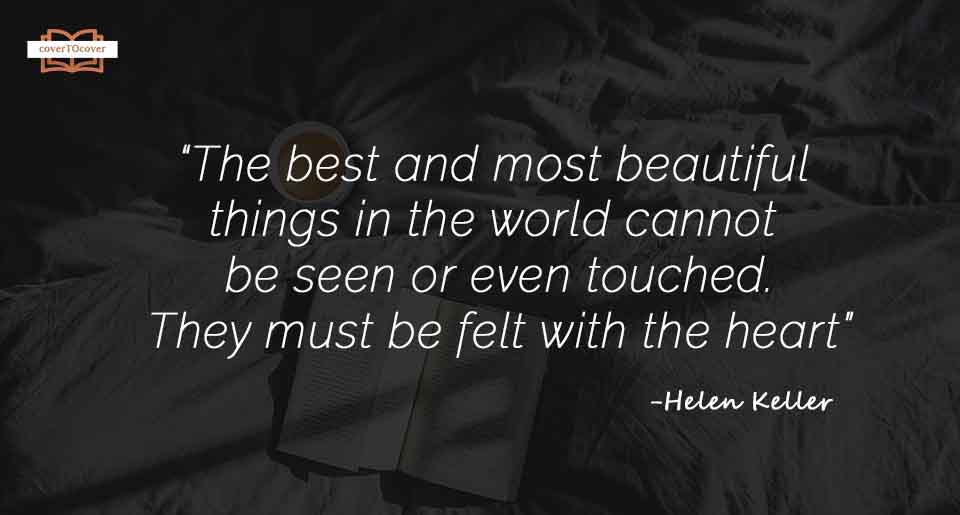 coverTOcover
"The best and most beautiful
things in the world cannot
be seen or even touched.
They must be felt with the heart"
-Helen Keller